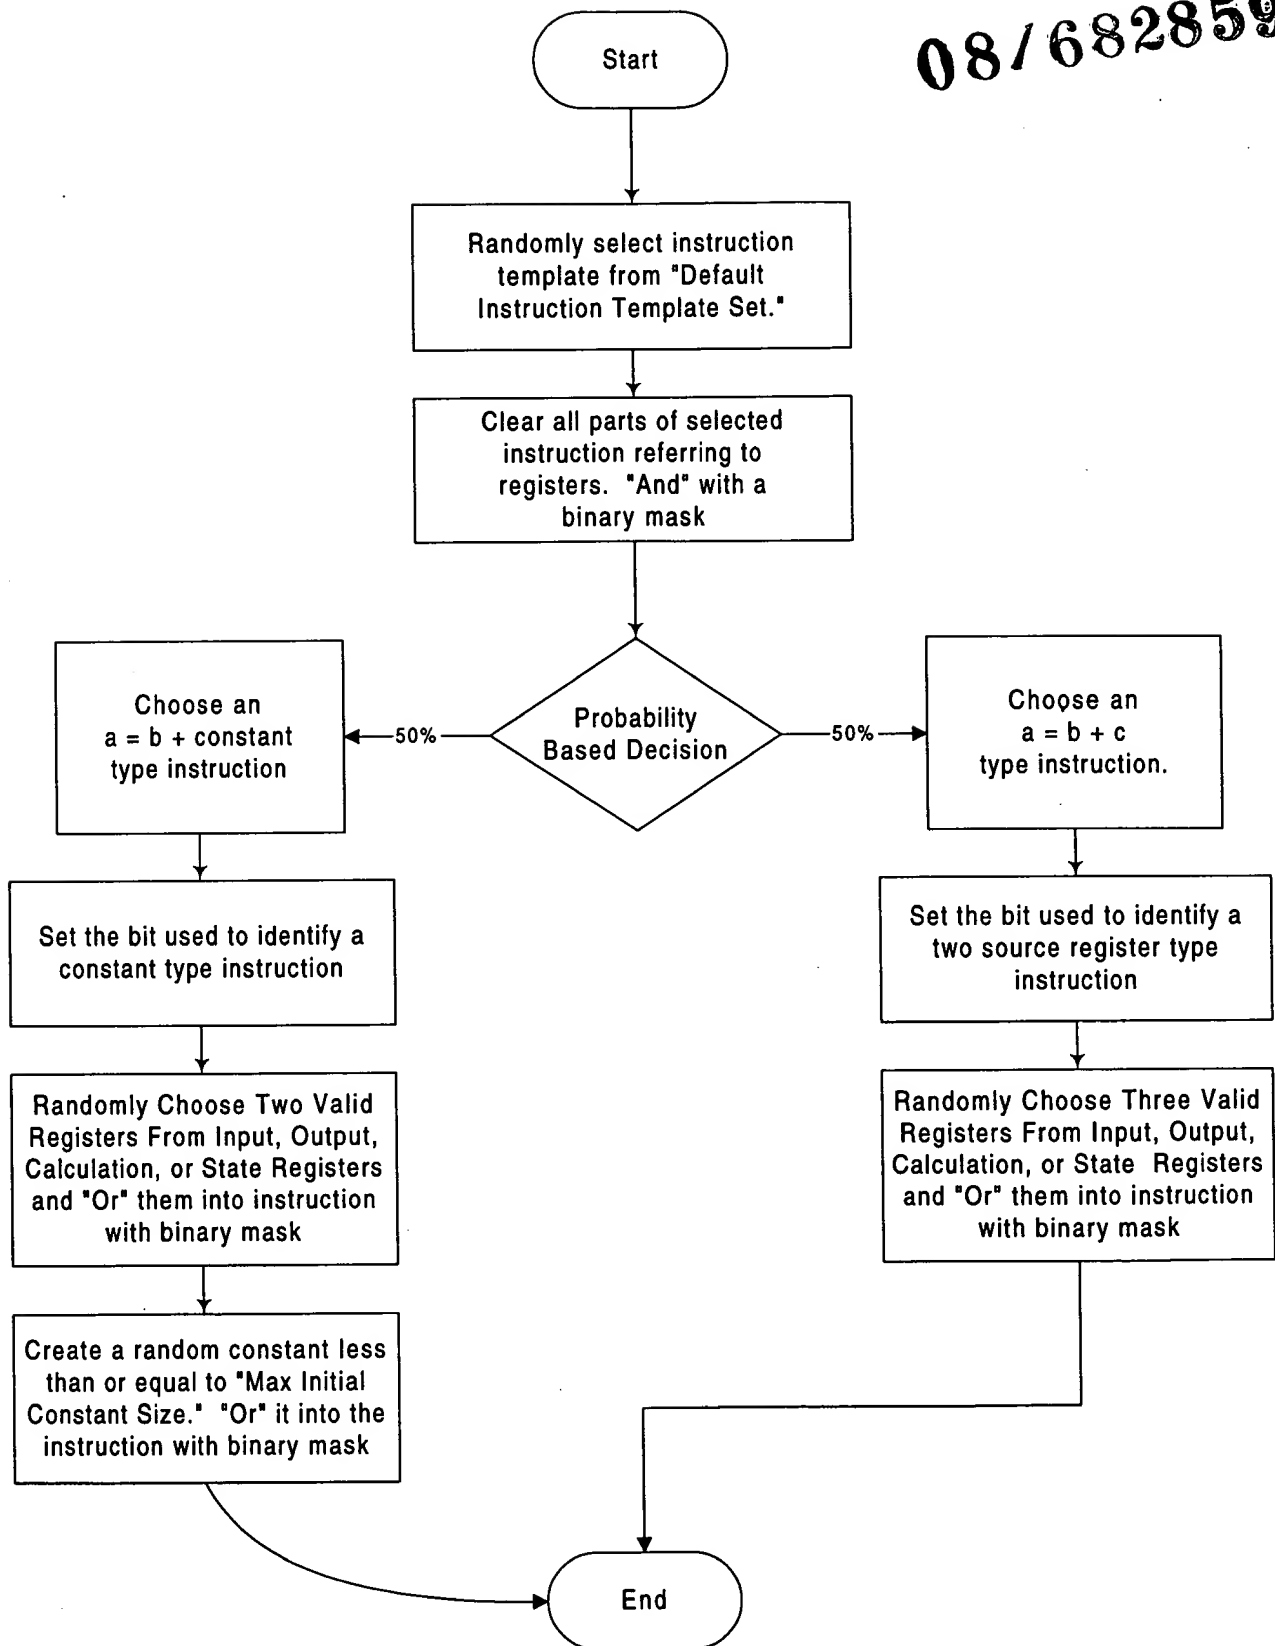 08/682859
Start
Randomly select instruction
template from "Default
Instruction Template Set."
Clear all parts of selected
instruction referring to
registers. "And" with a
binary mask
Probability
Based Decision
50%
50%
Choose an
a = b + constant
type instruction
Choose an
a = b + c
type instruction.
Set the bit used to identify a
constant type instruction
Set the bit used to identify a
two source register type
instruction
Randomly Choose Two Valid
Registers From Input, Output,
Calculation, or State Registers
and "Or" them into instruction
with binary mask
Randomly Choose Three Valid
Registers From Input, Output,
Calculation, or State Registers
and "Or" them into instruction
with binary mask
Create a random constant less
than or equal to "Max Initial
Constant Size." "Or" it into the
instruction with binary mask
End